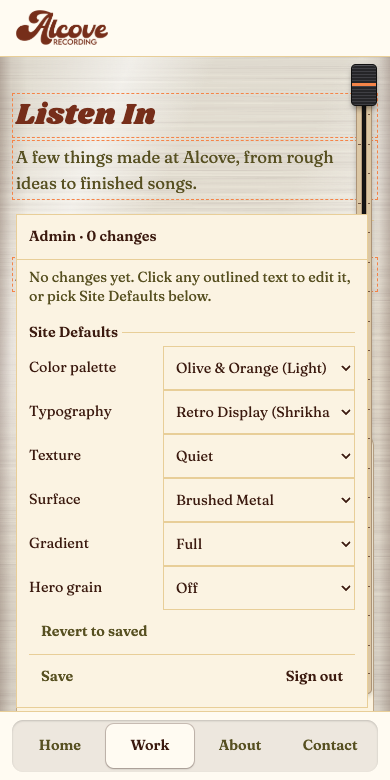 Alcove
RECORDING
Listen In
A few things made at Alcove, from rough
ideas to finished songs.
Admin · 0 changes
No changes yet. Click any outlined text to edit it,
or pick Site Defaults below.
Site Defaults
Color palette
Olive & Orange (Light)
Typography
Retro Display (Shrikha
Texture
Quiet
Surface
Brushed Metal
Gradient
Full
Hero grain
Off
Revert to saved
Save
Sign out
Home
Work
About
Contact